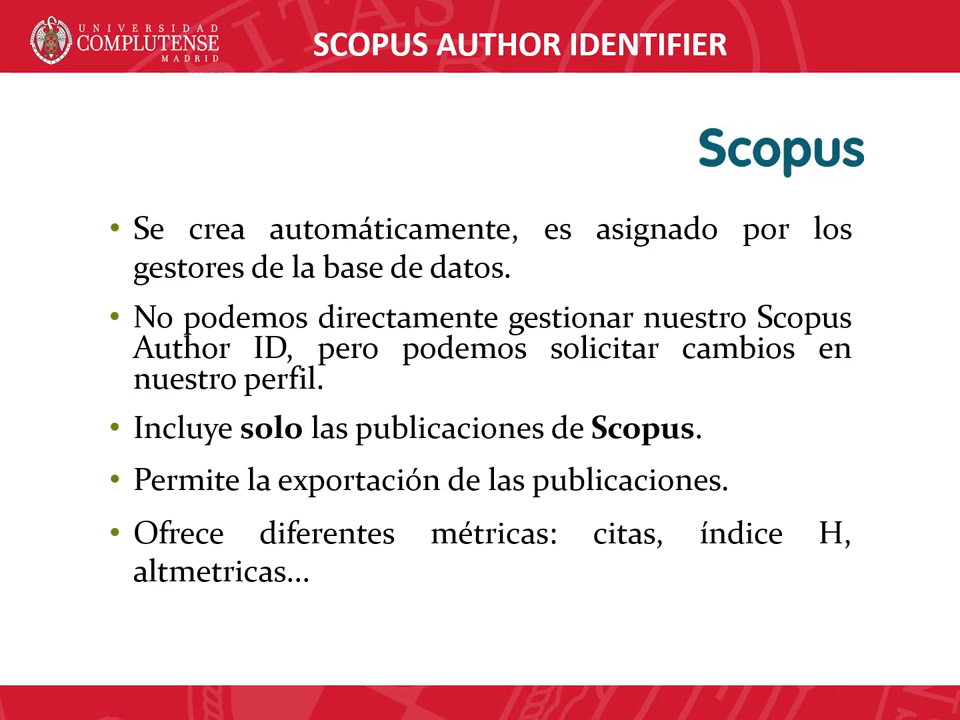 UNIVERSIDAD
COMPLUTENSE
MADRID
SCOPUS AUTHOR IDENTIFIER
Scopus
• Se crea automáticamente, es asignado por los
gestores de la base de datos.
• No podemos directamente gestionar nuestro Scopus
Author ID, pero podemos solicitar cambios en
nuestro perfil.
• Incluye solo las publicaciones de Scopus.
• Permite la exportación de las publicaciones.
• Ofrece diferentes métricas: citas, índice H,
altmetricas...